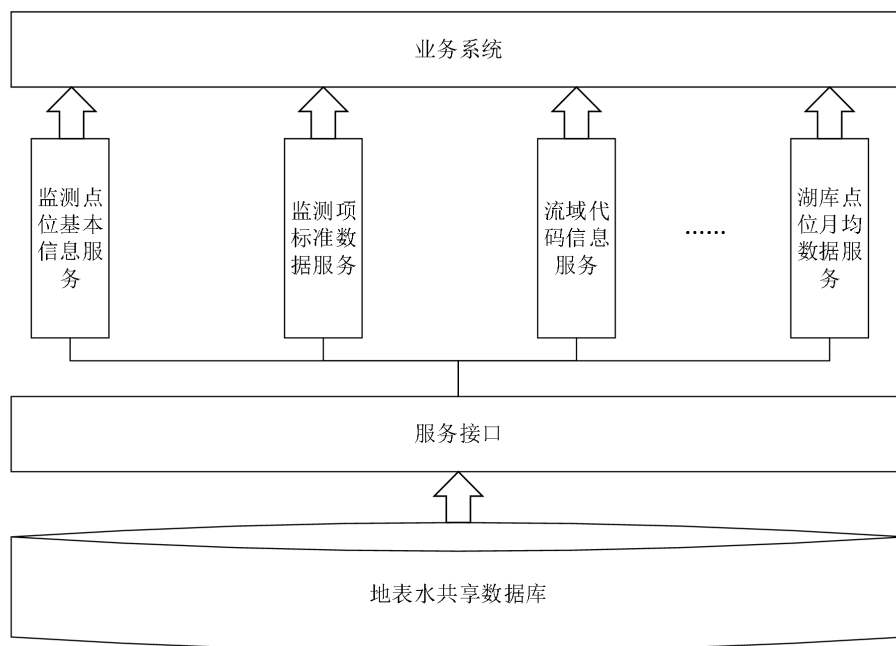 业务系统
监测点
位基本
信息服
务
监测项
标准数
据服务
流域代
码信息
服务
……
湖库点
位月均
数据服
务
服务接口
地表水共享数据库